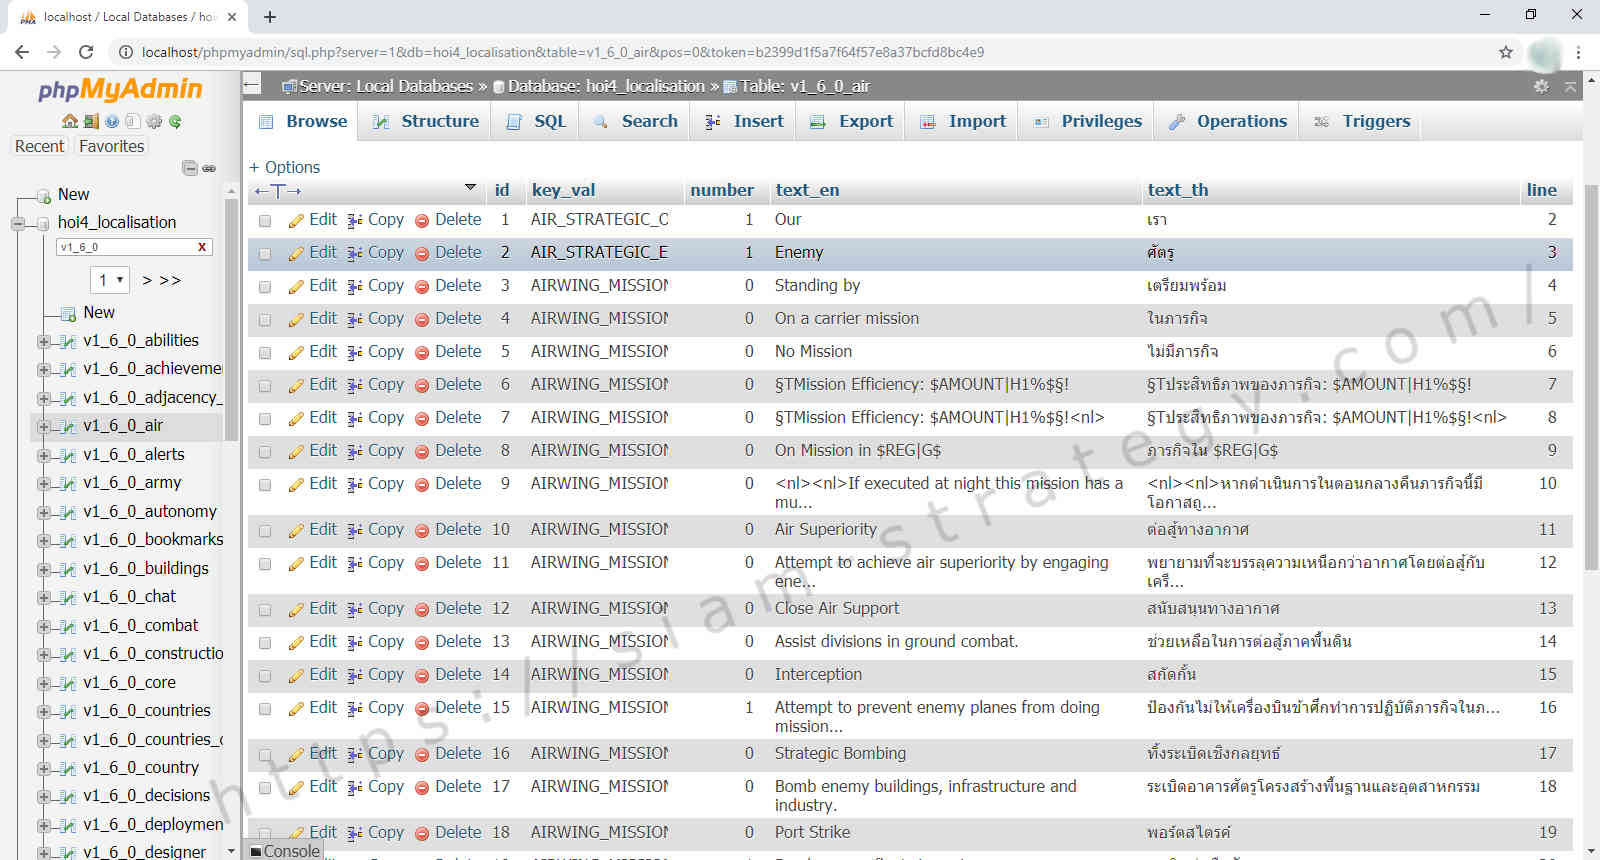 localhost / Local Databases / hoi
localhost/phpmyadmin/sql.php?server=1&db=hoi4_localisation&table=v1_6_0_air&pos=0&token=b2399d1f5a7f64f57e8a37bcfd8bc4e9
phpMyAdmin
Recent Favorites
New
hoi4_localisation
v1_6_0 X
1 > >>
New
v1_6_0_abilities
v1_6_0_achieveme
v1_6_0_adjacency_
v1_6_0_air
v1_6_0_alerts
v1_6_0_army
v1_6_0_autonomy
v1_6_0_bookmarks
v1_6_0_buildings
v1_6_0_chat
v1_6_0_combat
v1_6_0_constructio
v1_6_0_core
v1_6_0_countries
v1_6_0_countries_c
v1_6_0_country
v1_6_0_decisions
v1_6_0_deploymen
v1_6_0_designer
Server: Local Databases » Database: hoi4_localisation » Table: v1_6_0_air
Browse Structure SQL Search Insert Export Import Privileges Operations Triggers
+ Options
←T→ id key_val number text_en text_th line
Edit Copy Delete 1 AIR_STRATEGIC_O 1 Our เรา 2
Edit Copy Delete 2 AIR_STRATEGIC_E 1 Enemy ศัตรู 3
Edit Copy Delete 3 AIRWING_MISSION 0 Standing by เตรียมพร้อม 4
Edit Copy Delete 4 AIRWING_MISSION 0 On a carrier mission ในภารกิจ 5
Edit Copy Delete 5 AIRWING_MISSION 0 No Mission ไม่มีภารกิจ 6
Edit Copy Delete 6 AIRWING_MISSION 0 §TMission Efficiency: $AMOUNT|H1%$§! §Tประสิทธิภาพของภารกิจ: $AMOUNT|H1%$§! 7
Edit Copy Delete 7 AIRWING_MISSION 0 §TMission Efficiency: $AMOUNT|H1%$§!<nl> §Tประสิทธิภาพของภารกิจ: $AMOUNT|H1%$§!<nl> 8
Edit Copy Delete 8 AIRWING_MISSION 0 On Mission in $REG|G$ ภารกิจใน $REG|G$ 9
Edit Copy Delete 9 AIRWING_MISSION 0 <nl><nl>If executed at night this mission has a <nl><nl>หากดำเนินการในตอนกลางคืนภารกิจนี้มี 10
mu... โอกาสถู...
Edit Copy Delete 10 AIRWING_MISSION 0 Air Superiority ต่อสู้ทางอากาศ 11
Edit Copy Delete 11 AIRWING_MISSION 0 Attempt to achieve air superiority by engaging พยายามที่จะบรรลุความเหนือกว่าอากาศโดยต่อสู้กับ 12
ene... เครื่...
Edit Copy Delete 12 AIRWING_MISSION 0 Close Air Support สนับสนุนทางอากาศ 13
Edit Copy Delete 13 AIRWING_MISSION 0 Assist divisions in ground combat. ช่วยเหลือในการต่อสู้ภาคพื้นดิน 14
Edit Copy Delete 14 AIRWING_MISSION 0 Interception สกัดกั้น 15
Edit Copy Delete 15 AIRWING_MISSION 1 Attempt to prevent enemy planes from doing ป้องกันไม่ให้เครื่องบินข้าศึกทำการปฏิบัติภารกิจในภ... 16
mission...
Edit Copy Delete 16 AIRWING_MISSION 0 Strategic Bombing ทิ้งระเบิดเชิงกลยุทธ์ 17
Edit Copy Delete 17 AIRWING_MISSION 0 Bomb enemy buildings, infrastructure and ระเบิดอาคารศัตรูโครงสร้างพื้นฐานและอุตสาหกรรม 18
industry.
Edit Copy Delete 18 AIRWING_MISSION 0 Port Strike พอร์ตสไตรค์ 19
Console
https://siam-strategy.com/